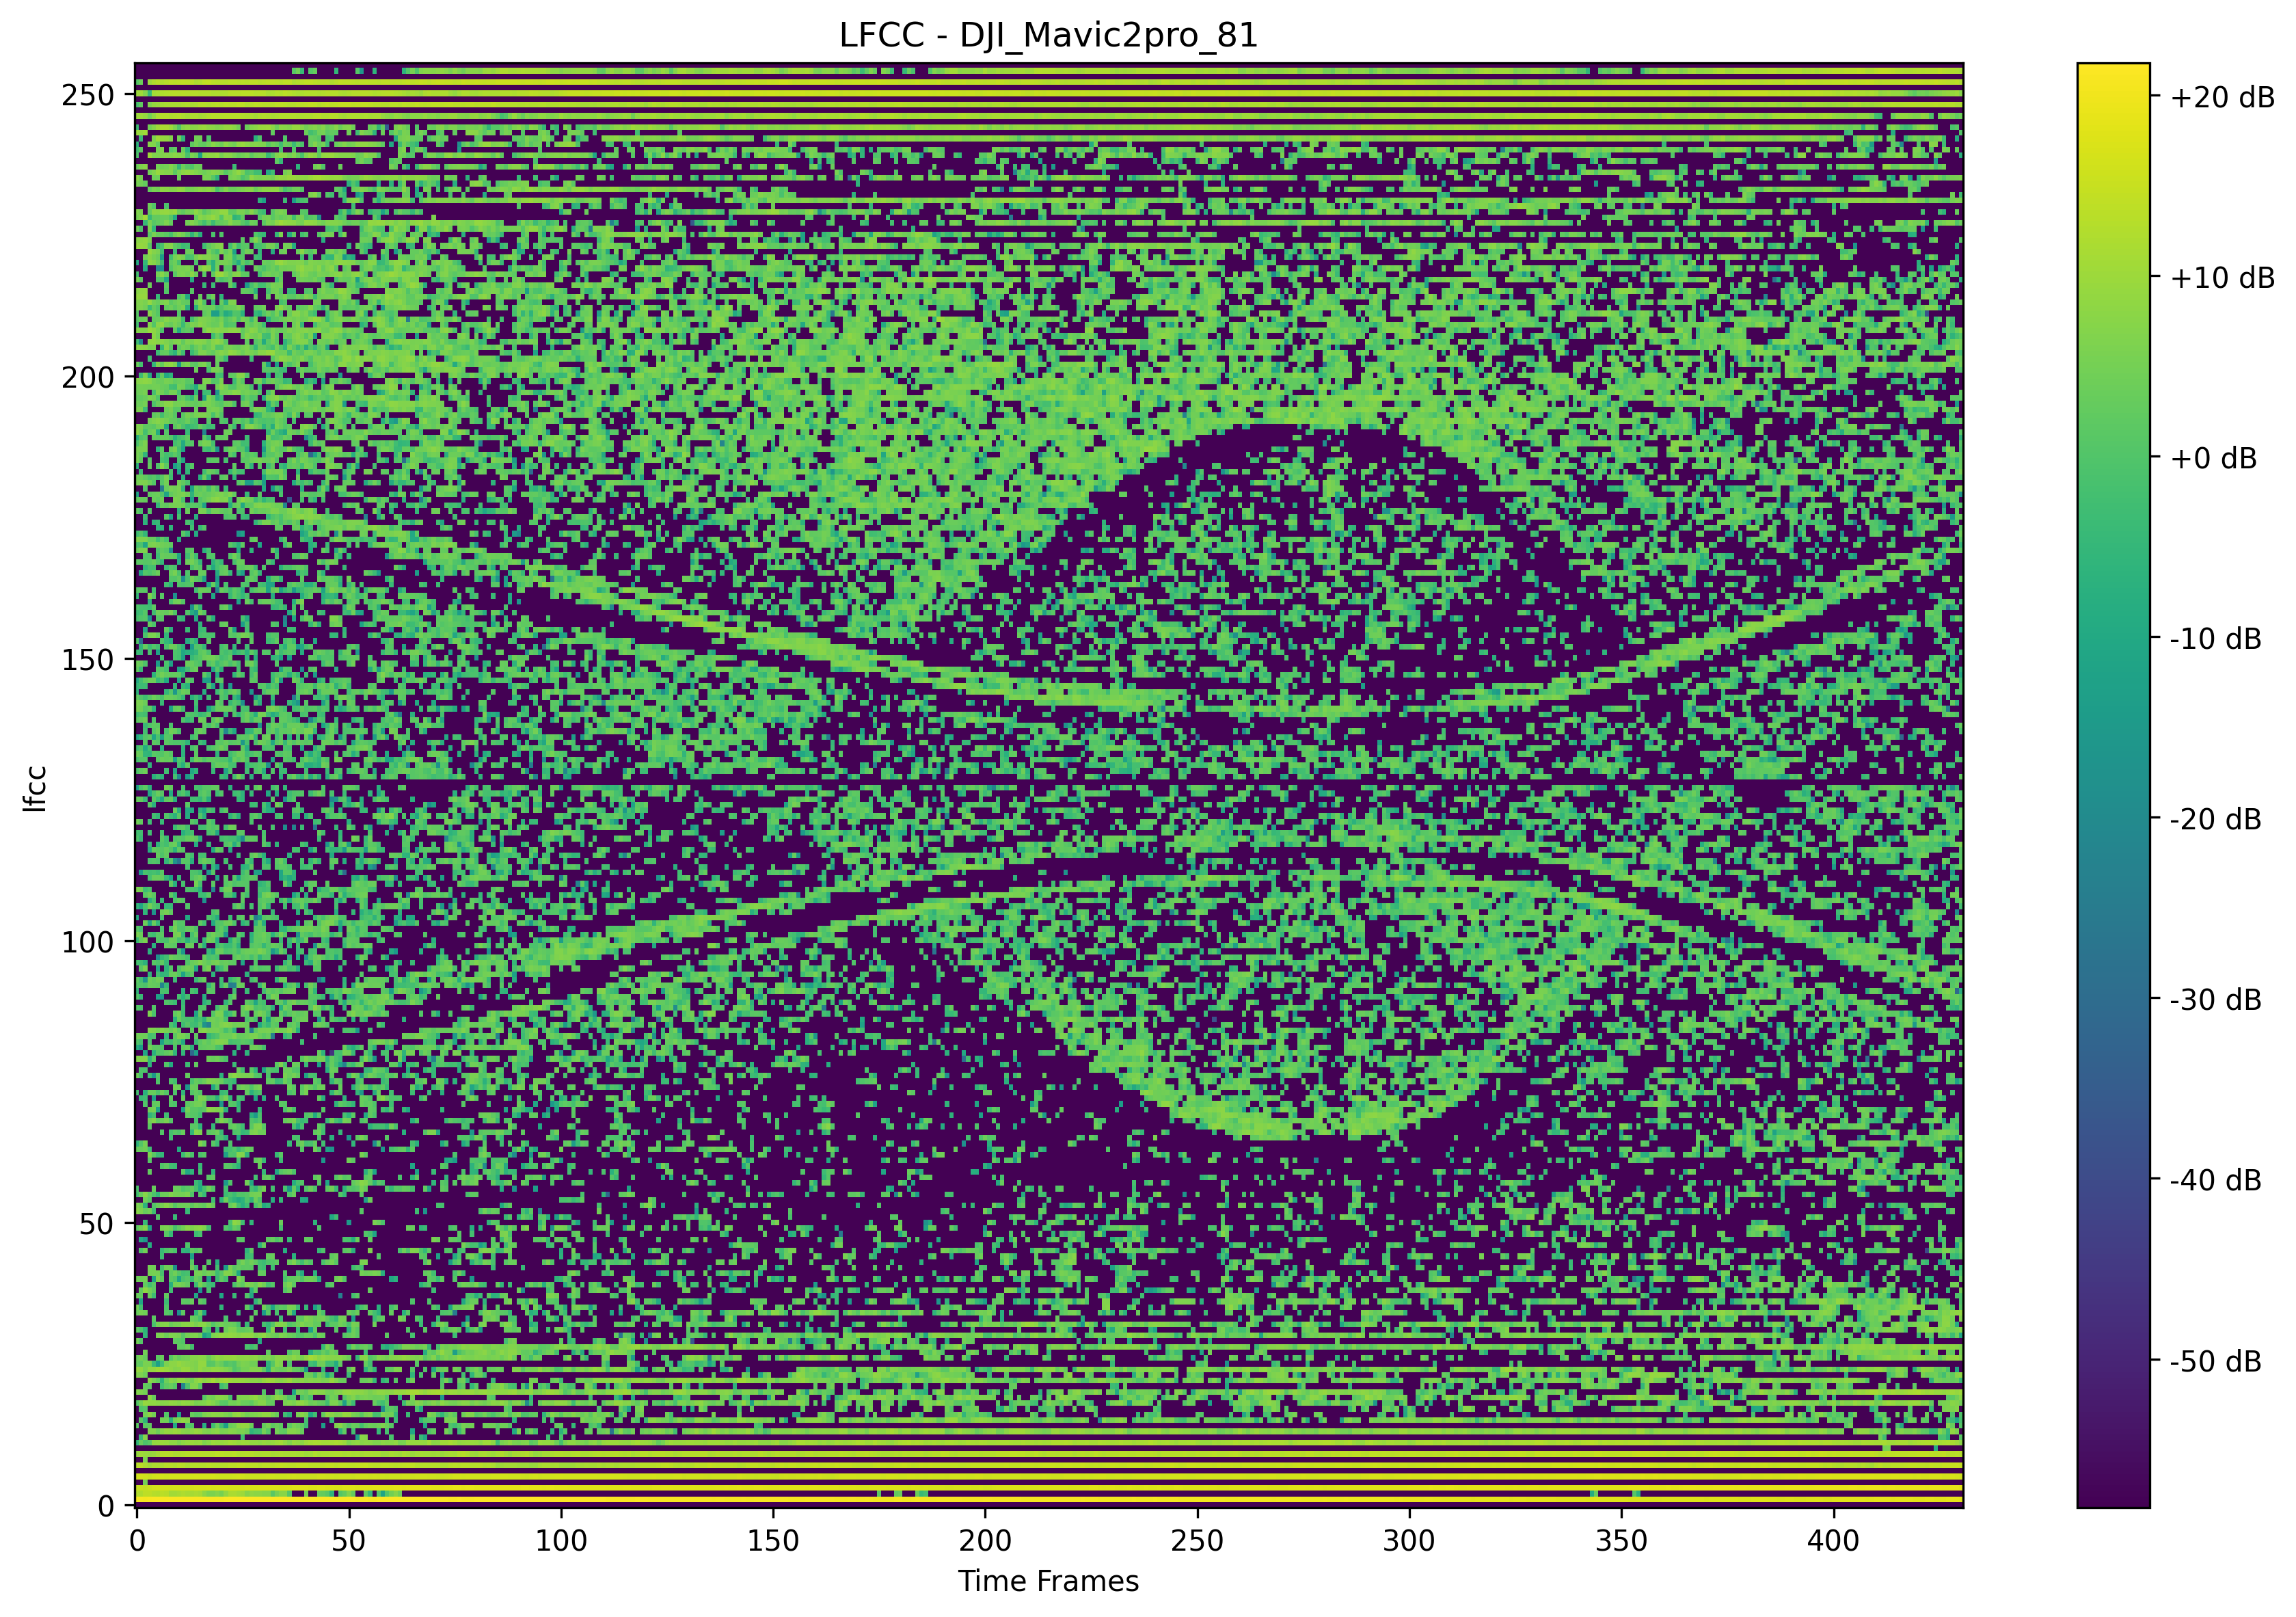 LFCC - DJI_Mavic2pro_81
250
200
150
100
50
0
lfcc
0 50 100 150 200 250 300 350 400
Time Frames
+20 dB
+10 dB
+0 dB
-10 dB
-20 dB
-30 dB
-40 dB
-50 dB